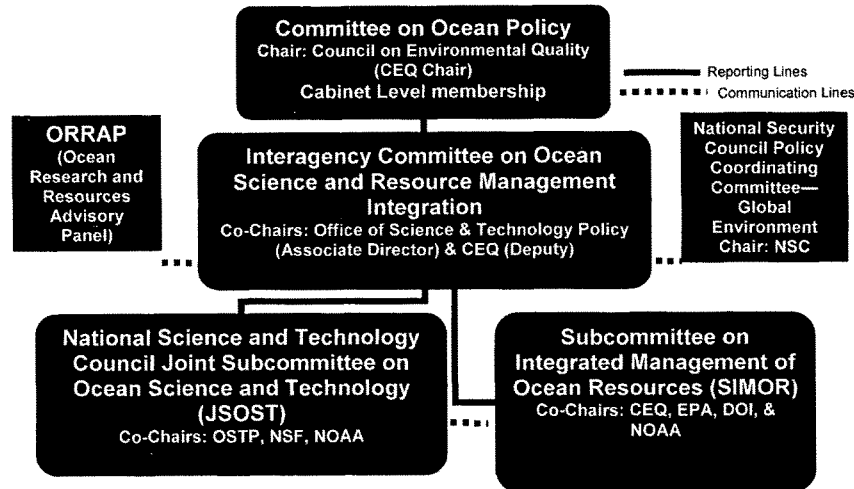 Committee on Ocean Policy
Chair: Council on Environmental Quality
(CEQ Chair)
Cabinet Level membership
Reporting Lines
Communication Lines
ORRAP
(Ocean
Research and
Resources
Advisory
Panel)
Interagency Committee on Ocean
Science and Resource Management
Integration
Co-Chairs: Office of Science & Technology Policy
(Associate Director) & CEQ (Deputy)
National Security
Council Policy
Coordinating
Committee—
Global
Environment
Chair: NSC
National Science and Technology
Council Joint Subcommittee on
Ocean Science and Technology
(JSOST)
Co-Chairs: OSTP, NSF, NOAA
Subcommittee on
Integrated Management of
Ocean Resources (SIMOR)
Co-Chairs: CEQ, EPA, DOI, &
NOAA